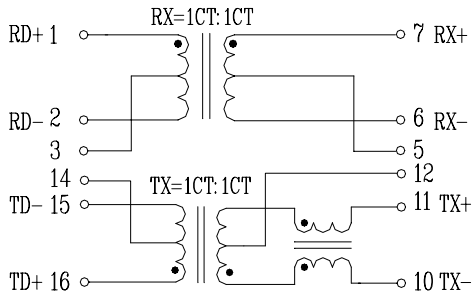 RX=1CT:1CT
RD+ 1
7 RX+
RD- 2
6 RX-
3
5
14
TX=1CT:1CT
12
TD- 15
11 TX+
TD+ 16
10 TX-